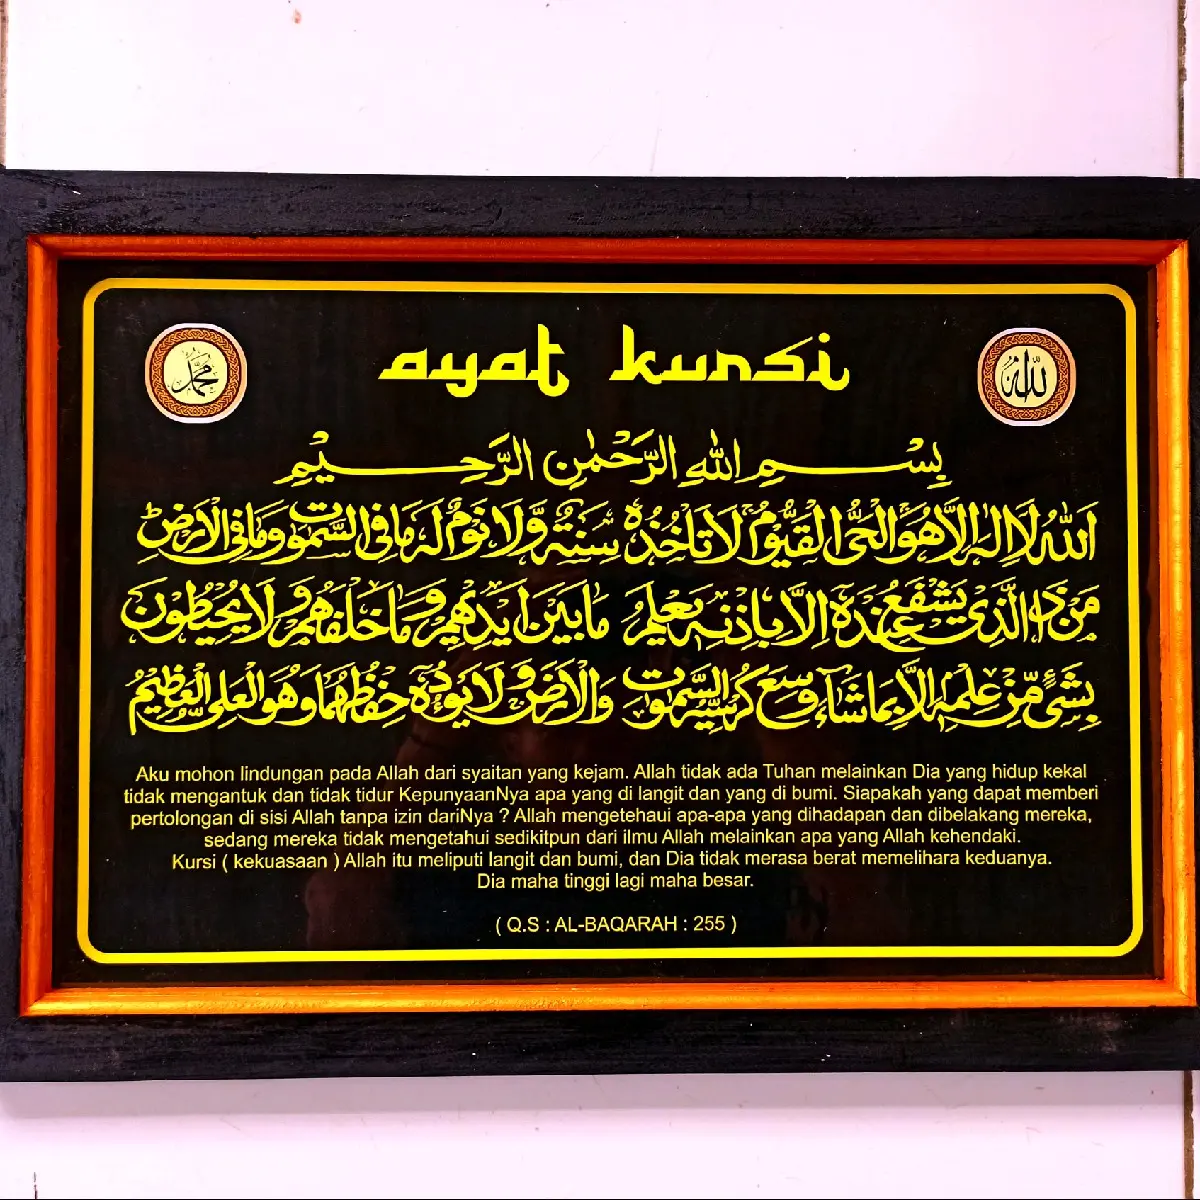 ayat kursi
محمد
الله
بِسْمِ اللهِ الرَّحْمٰنِ الرَّحِيْمِ
اَللهُ لَا اِلٰهَ اِلَّا هُوَ الْحَيُّ الْقَيُّوْمُ لَا تَأْخُذُهٗ سِنَةٌ وَّلَا نَوْمٌ لَهٗ مَا فِى السَّمٰوٰتِ وَمَا فِى الْاَرْضِ
مَنْ ذَا الَّذِيْ يَشْفَعُ عِنْدَهٗ اِلَّا بِاِذْنِهٖ يَعْلَمُ مَا بَيْنَ اَيْدِيْهِمْ وَمَا خَلْفَهُمْ وَلَا يُحِيْطُوْنَ
بِشَيْءٍ مِّنْ عِلْمِهٖ اِلَّا بِمَا شَاءَ وَسِعَ كُرْسِيُّهُ السَّمٰوٰتِ وَالْاَرْضَ وَلَا يَـُٔوْدُهٗ حِفْظُهُمَا وَهُوَ الْعَلِيُّ الْعَظِيْمُ
Aku mohon lindungan pada Allah dari syaitan yang kejam. Allah tidak ada Tuhan melainkan Dia yang hidup kekal
tidak mengantuk dan tidak tidur KepunyaanNya apa yang di langit dan yang di bumi. Siapakah yang dapat memberi
pertolongan di sisi Allah tanpa izin dariNya ? Allah mengetehaui apa-apa yang dihadapan dan dibelakang mereka,
sedang mereka tidak mengetahui sedikitpun dari ilmu Allah melainkan apa yang Allah kehendaki.
Kursi ( kekuasaan ) Allah itu meliputi langit dan bumi, dan Dia tidak merasa berat memelihara keduanya.
Dia maha tinggi lagi maha besar.
( Q.S : AL-BAQARAH : 255 )